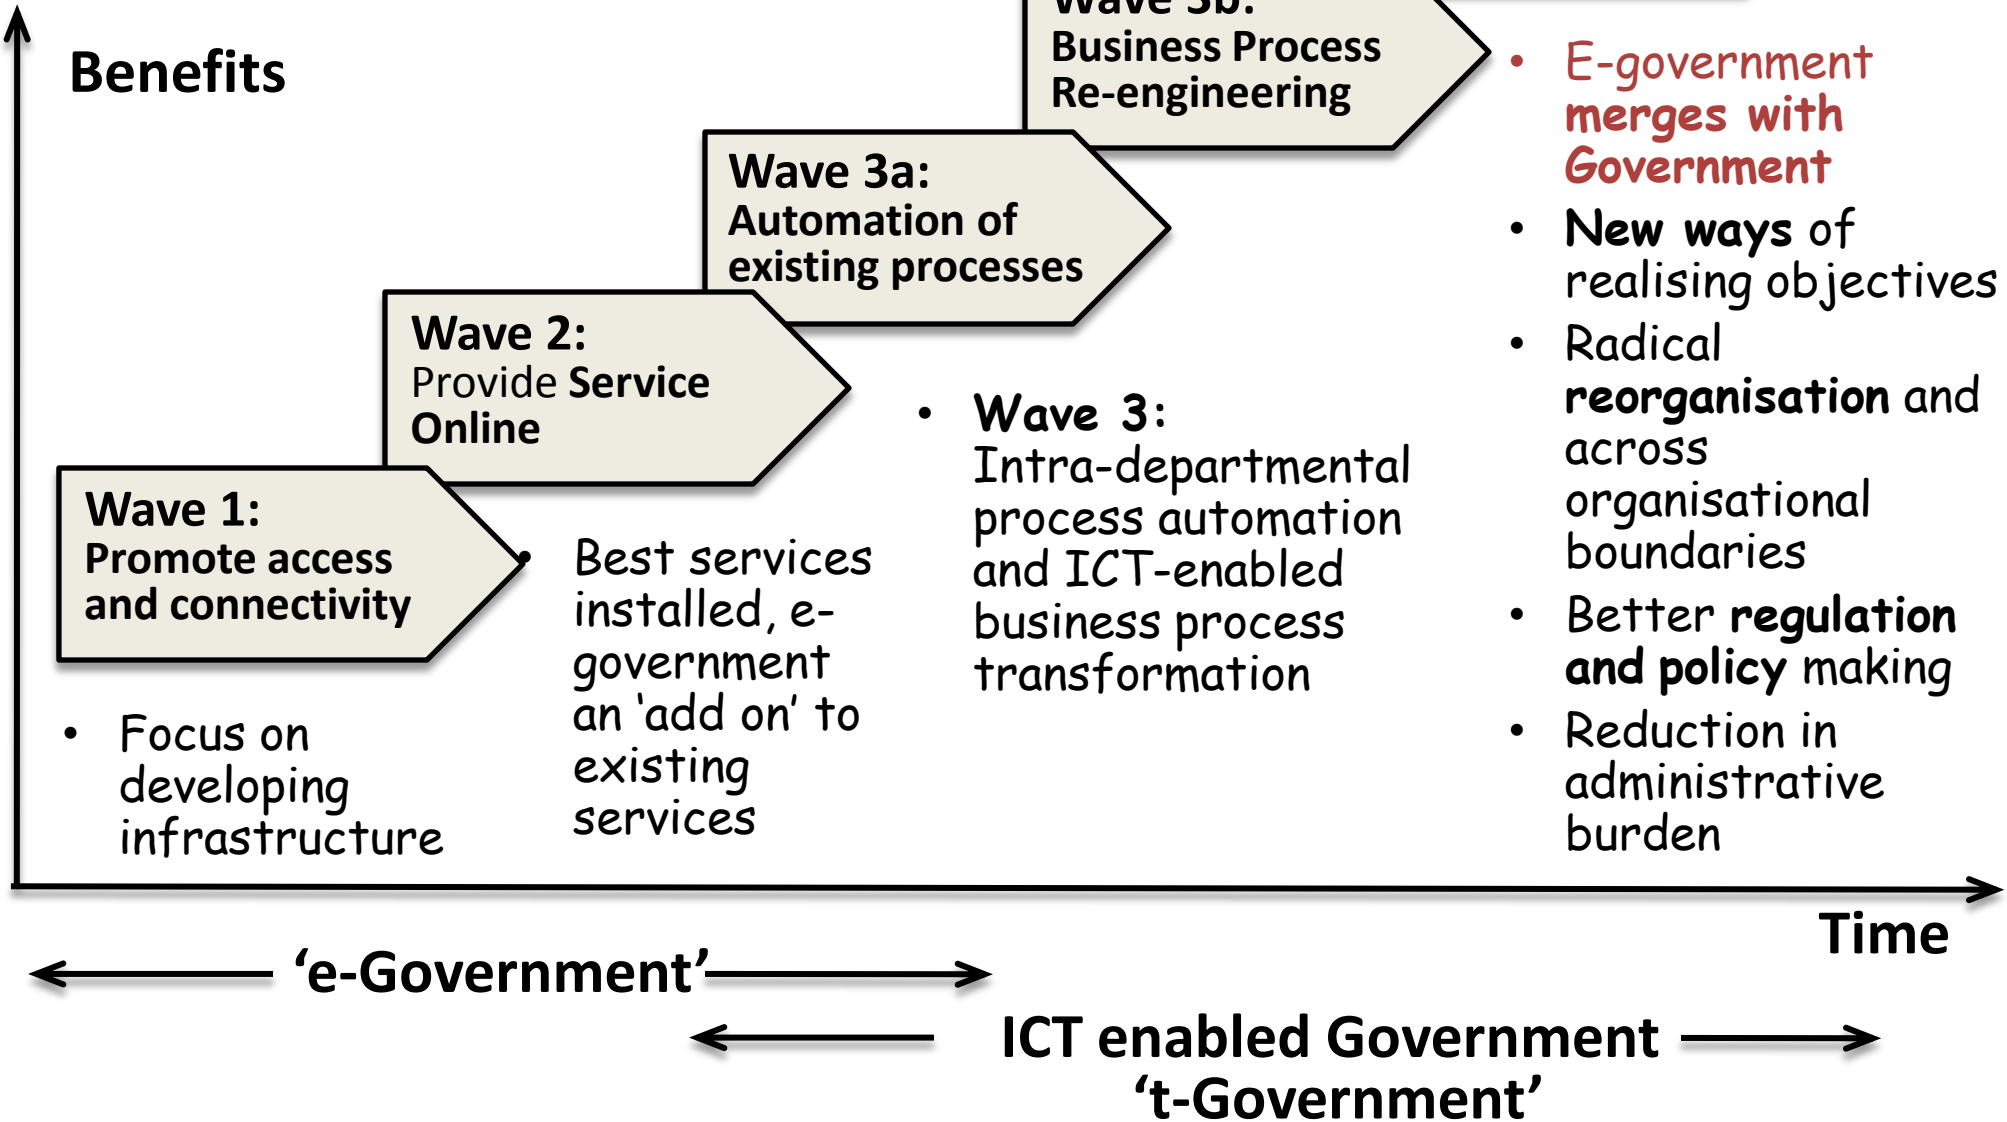 Wave 3b:
Business Process
Re-engineering
Benefits
Wave 3a:
Automation of
existing processes
Wave 2:
Provide Service
Online
Wave 1:
Promote access
and connectivity
• Focus on
developing
infrastructure
• Best services
installed, e-
government
an ‘add on’ to
existing
services
• Wave 3:
Intra-departmental
process automation
and ICT-enabled
business process
transformation
• E-government
merges with
Government
• New ways of
realising objectives
• Radical
reorganisation and
across
organisational
boundaries
• Better regulation
and policy making
• Reduction in
administrative
burden
Time
‘e-Government’
ICT enabled Government
‘t-Government’